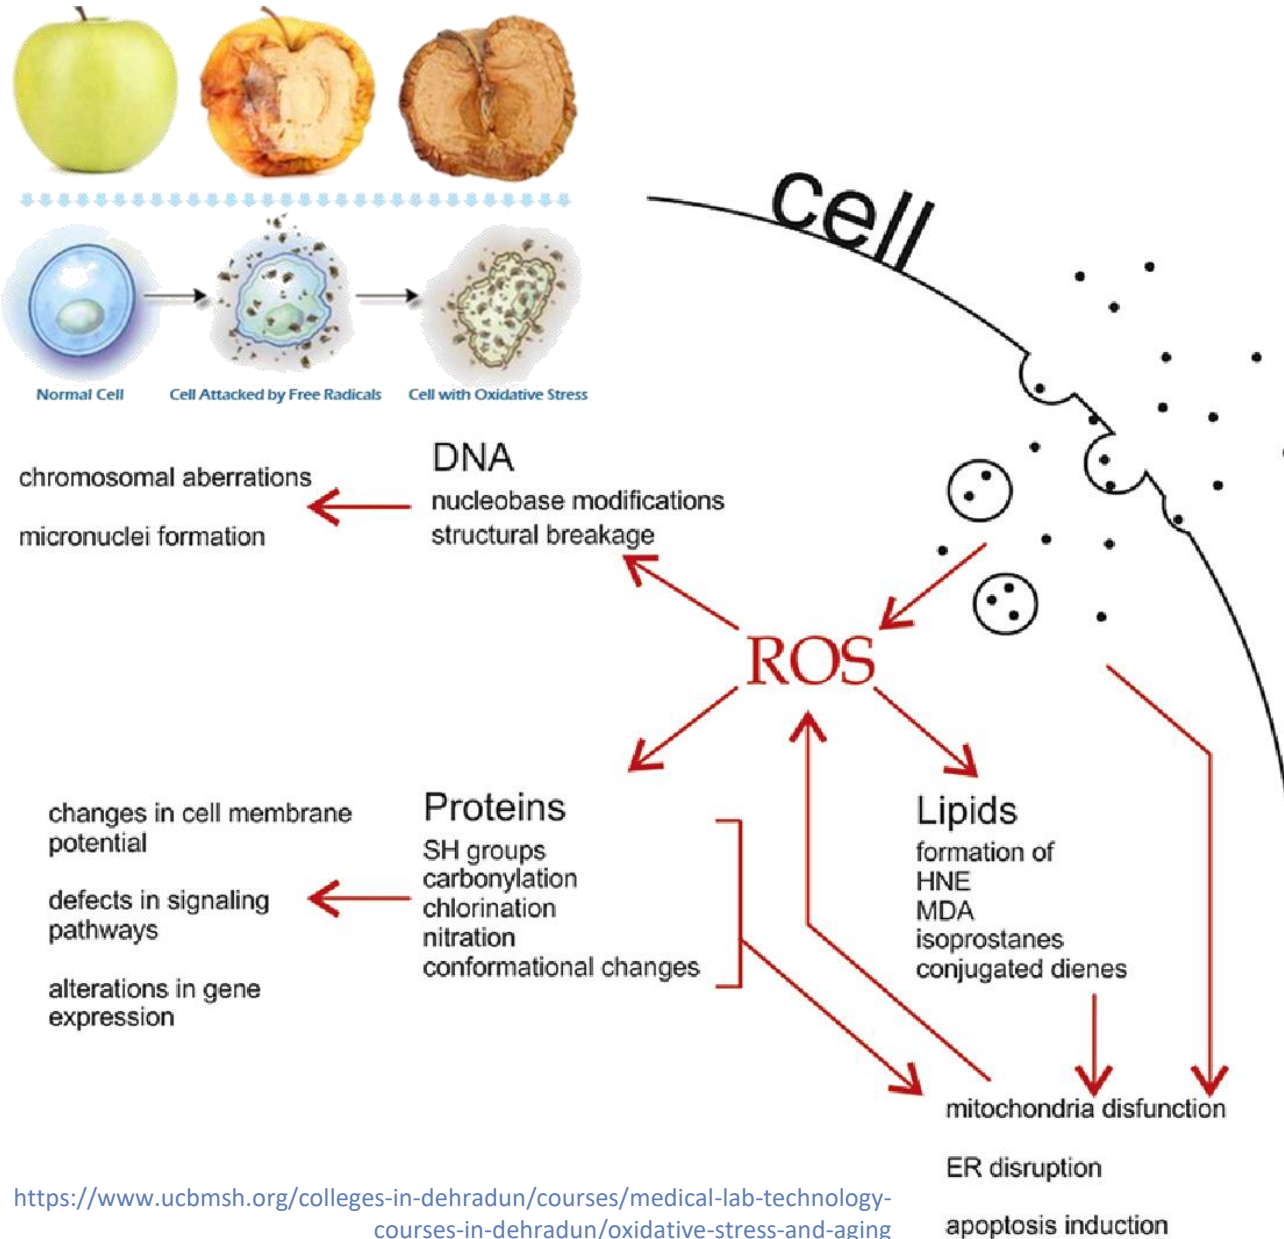 cell
Normal Cell
Cell Attacked by Free Radicals
Cell with Oxidative Stress
chromosomal aberrations
micronuclei formation
DNA
nucleobase modifications
structural breakage
ROS
changes in cell membrane
potential
defects in signaling
pathways
alterations in gene
expression
Proteins
SH groups
carbonylation
chlorination
nitration
conformational changes
Lipids
formation of
HNE
MDA
isoprostanes
conjugated dienes
mitochondria disfunction
ER disruption
apoptosis induction
https://www.ucbmsh.org/colleges-in-dehradun/courses/medical-lab-technology-
courses-in-dehradun/oxidative-stress-and-aging